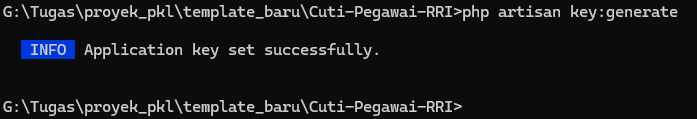 G:\Tugas\proyek_pkl\template_baru\Cuti-Pegawai-RRI>php artisan key:generate
INFO Application key set successfully.
G:\Tugas\proyek_pkl\template_baru\Cuti-Pegawai-RRI>